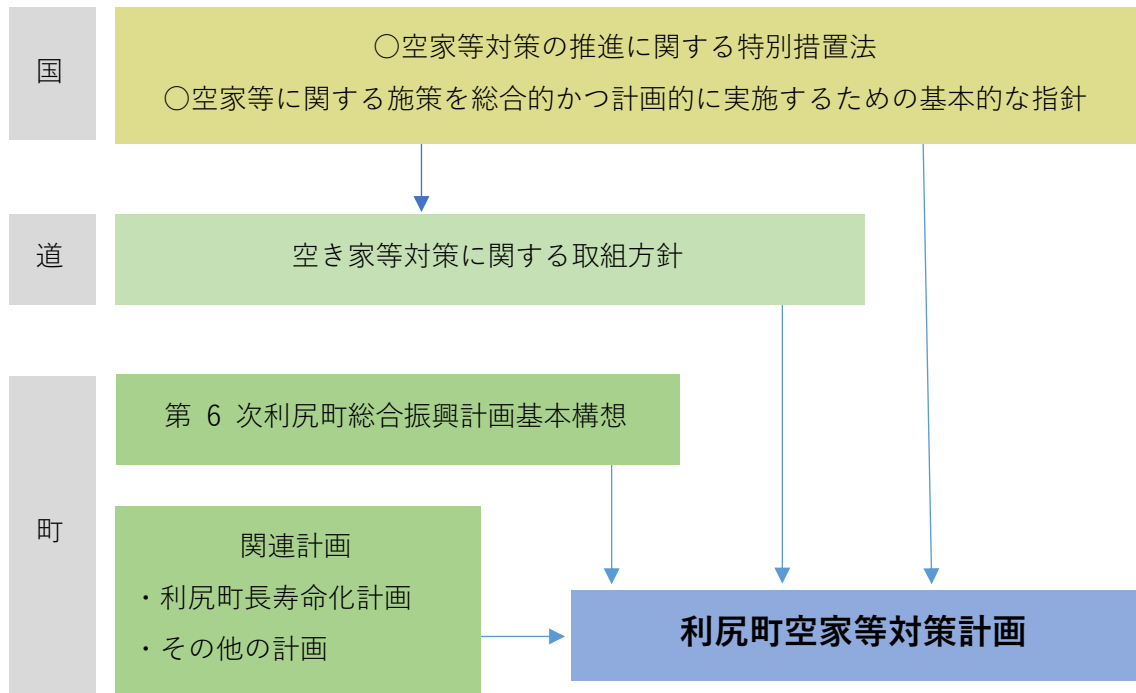 国
○空家等対策の推進に関する特別措置法
○空家等に関する施策を総合的かつ計画的に実施するための基本的な指針
道
空き家等対策に関する取組方針
町
第 6 次利尻町総合振興計画基本構想
関連計画
・利尻町長寿命化計画
・その他の計画
利尻町空家等対策計画